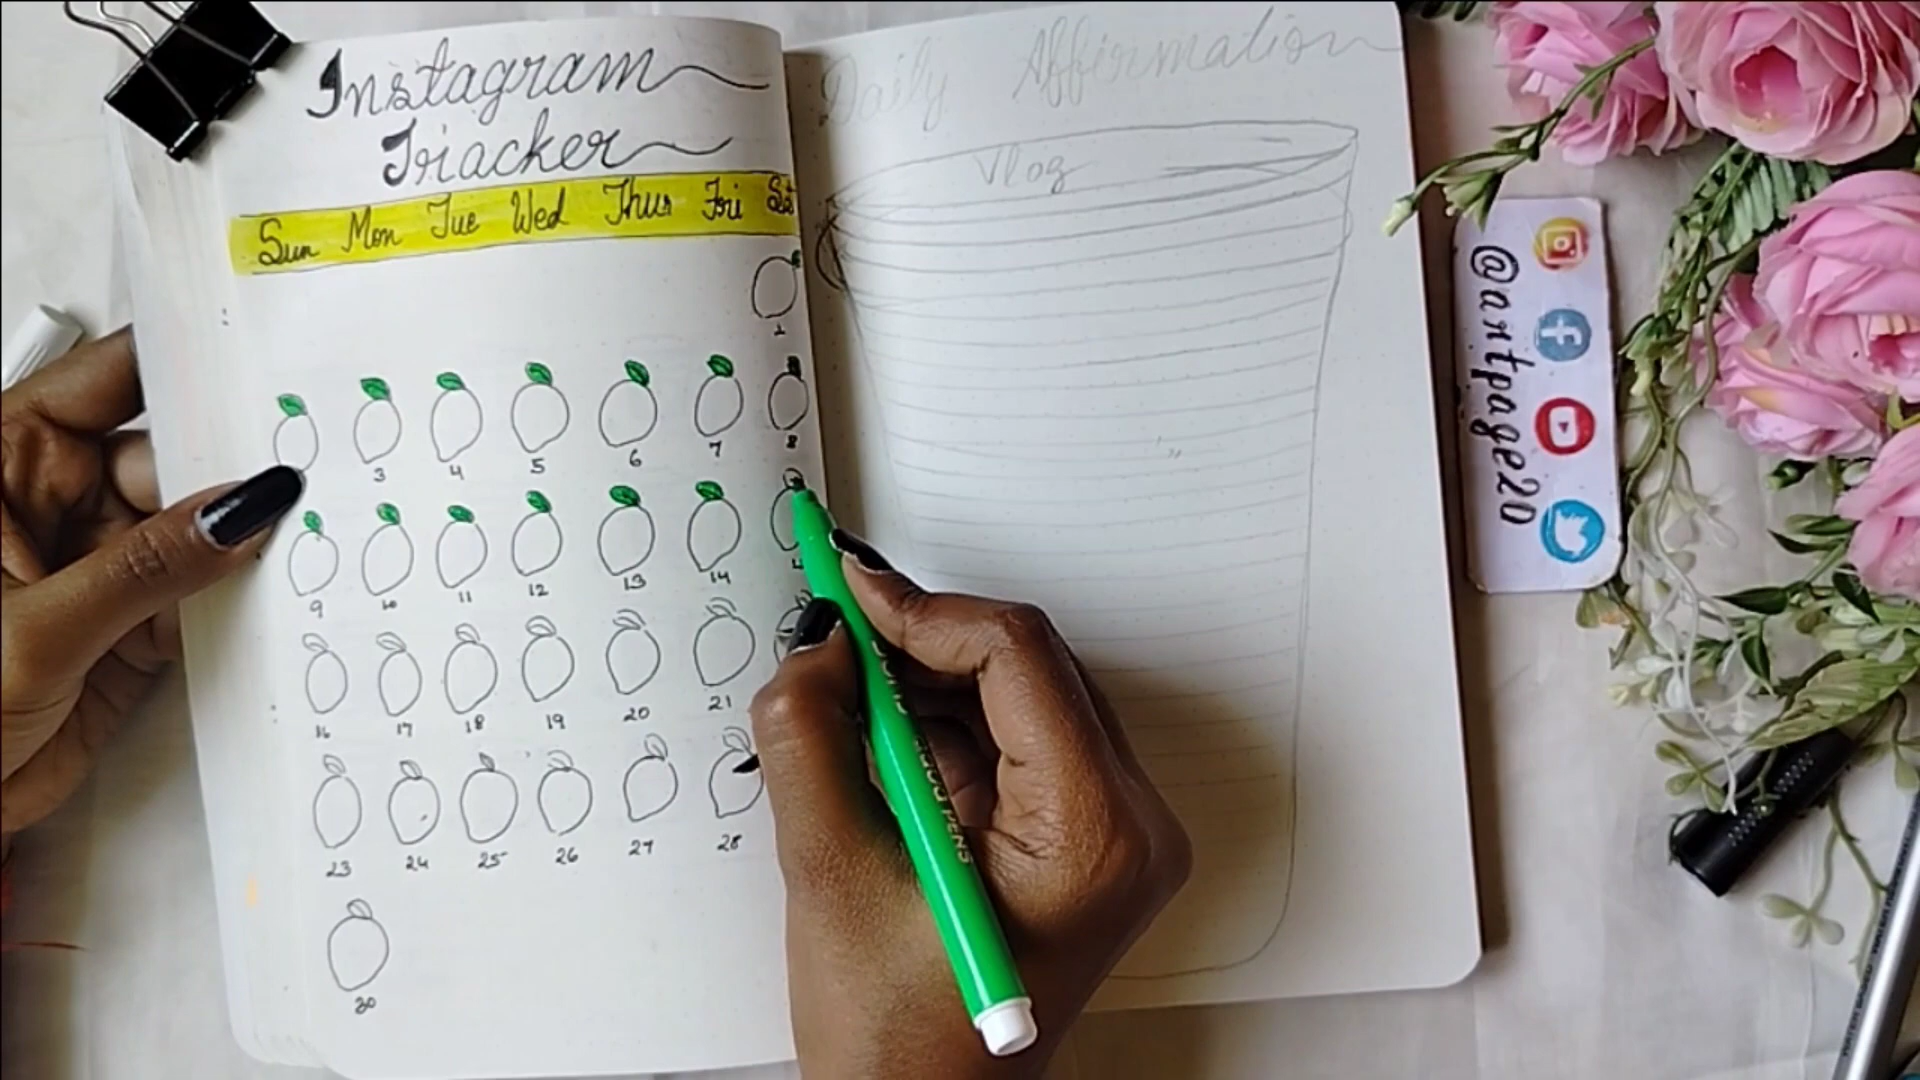 Instagram
Tracker
Sun Mon Tue Wed Thur Fri Sat
1
3 4 5 6 7 8
9 10 11 12 13 14
16 17 18 19 20 21
23 24 25 26 27 28
30
Daily Affirmation
Vlog
@artpage20
PENS